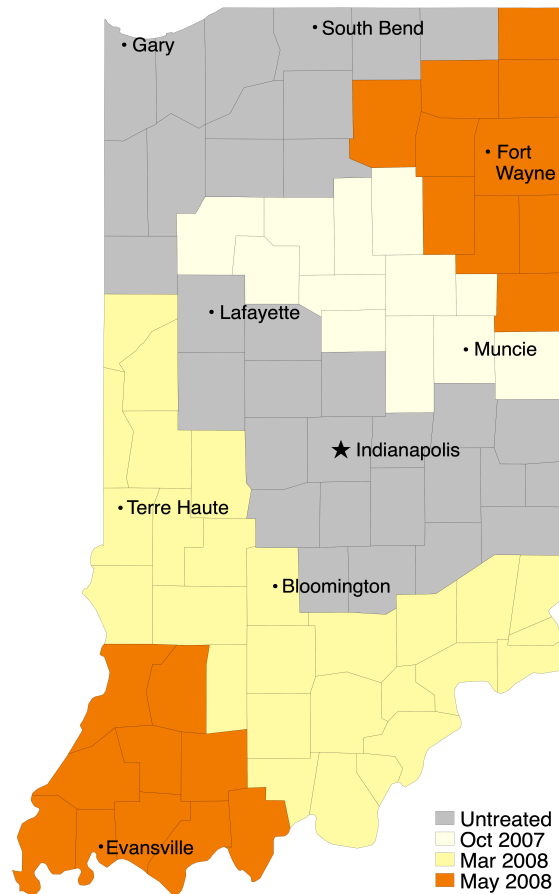 South Bend
Gary
Fort
Wayne
Lafayette
Muncie
Indianapolis
Terre Haute
Bloomington
Evansville
Untreated
Oct 2007
Mar 2008
May 2008